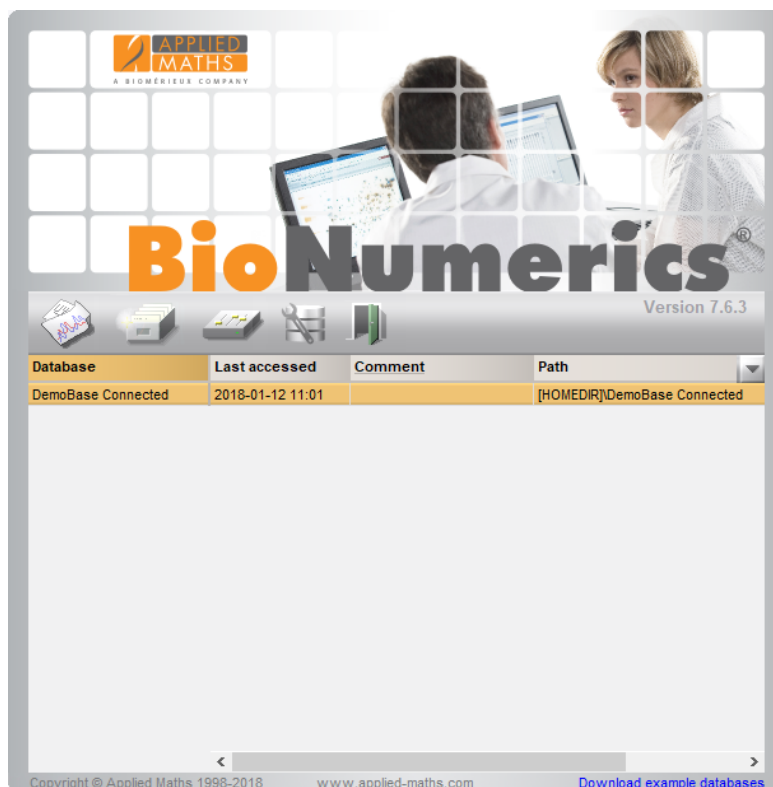 APPLIED
MATHS
A BIOMÉRIEUX COMPANY
BioNumerics®
Version 7.6.3
Database Last accessed Comment Path
DemoBase Connected 2018-01-12 11:01 [HOMEDIR]\DemoBase Connected
Copyright © Applied Maths 1998-2018 www.applied-maths.com Download example databases